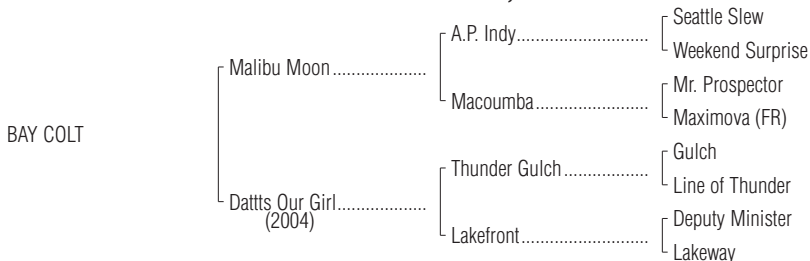 Seattle Slew
A.P. Indy........................
Weekend Surprise
Malibu Moon....................
Mr. Prospector
Macoumba......................
Maximova (FR)
BAY COLT
Gulch
Thunder Gulch..................
Line of Thunder
Dattts Our Girl...................
(2004)
Deputy Minister
Lakefront.........................
Lakeway